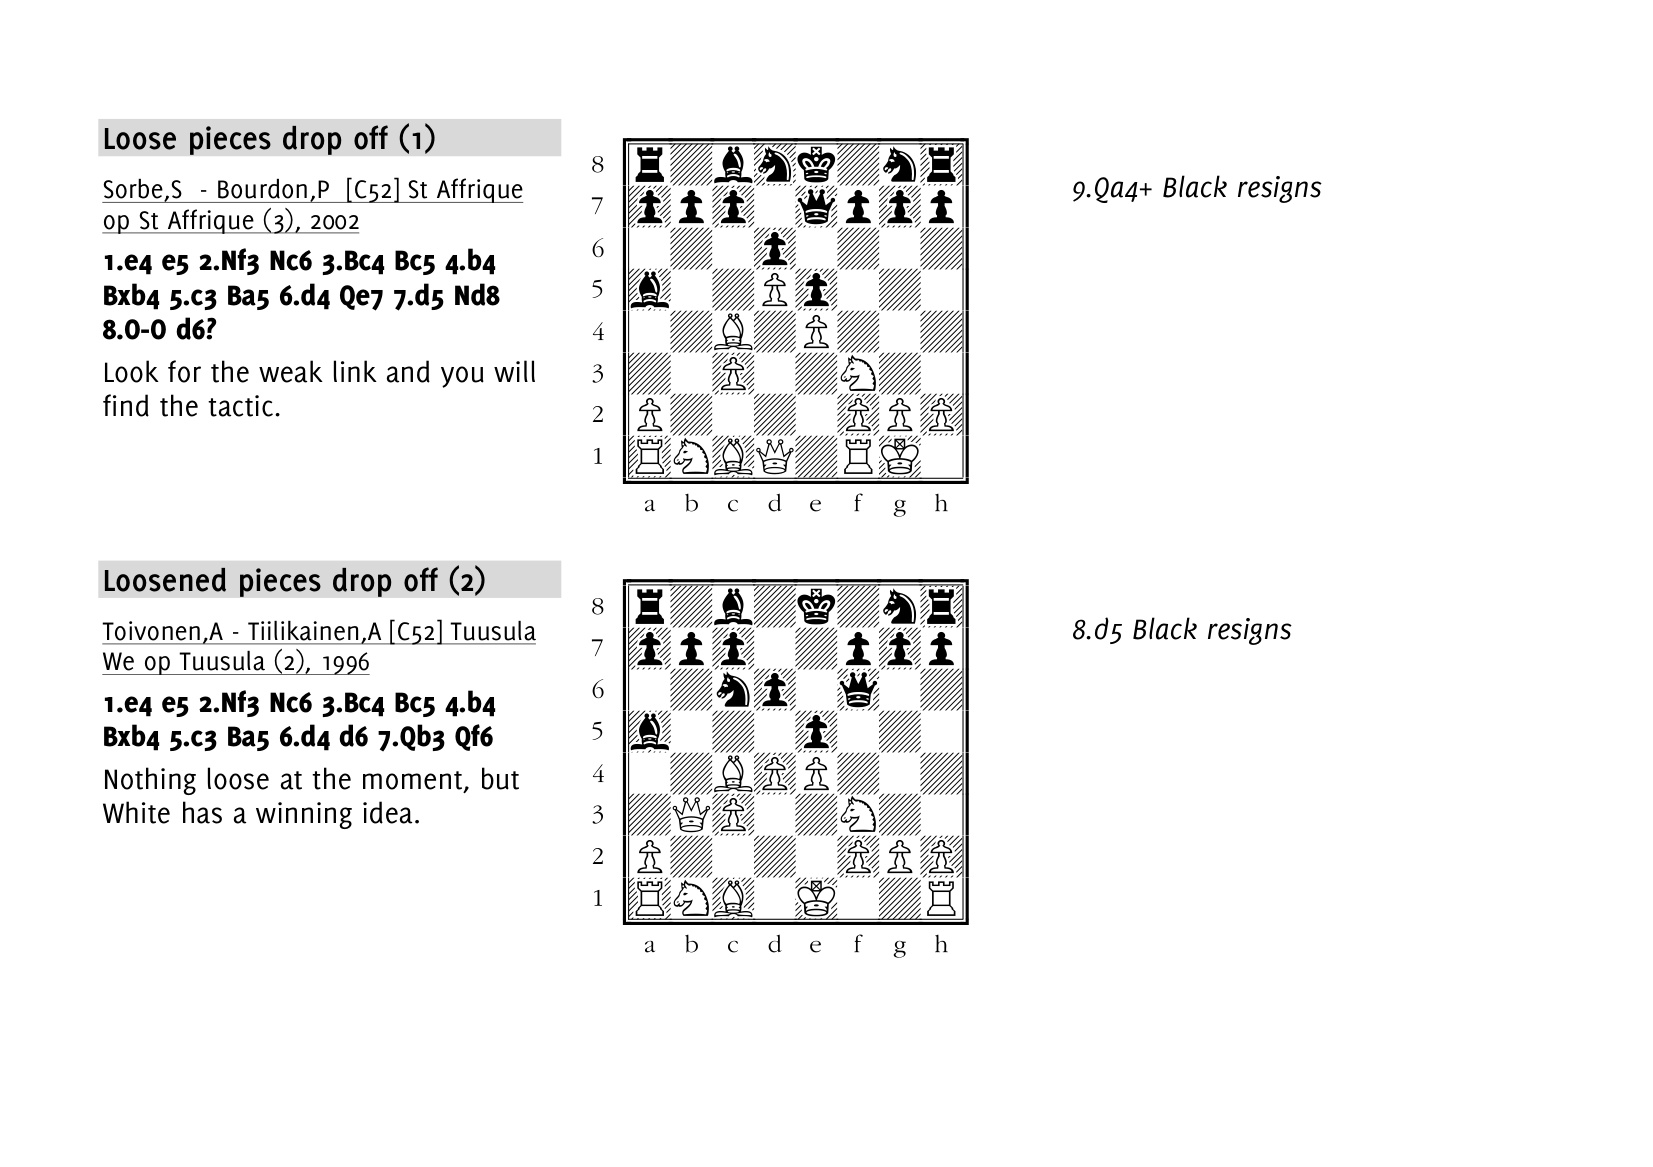 Loose pieces drop off (1)
Sorbe,S - Bourdon,P [C52] St Affrique
op St Affrique (3), 2002
1.e4 e5 2.Nf3 Nc6 3.Bc4 Bc5 4.b4
Bxb4 5.c3 Ba5 6.d4 Qe7 7.d5 Nd8
8.0-0 d6?
Look for the weak link and you will
find the tactic.
8
7
6
5
4
3
2
1
a b c d e f g h
9.Qa4+ Black resigns
Loosened pieces drop off (2)
Toivonen,A - Tiilikainen,A [C52] Tuusula
We op Tuusula (2), 1996
1.e4 e5 2.Nf3 Nc6 3.Bc4 Bc5 4.b4
Bxb4 5.c3 Ba5 6.d4 d6 7.Qb3 Qf6
Nothing loose at the moment, but
White has a winning idea.
8
7
6
5
4
3
2
1
a b c d e f g h
8.d5 Black resigns